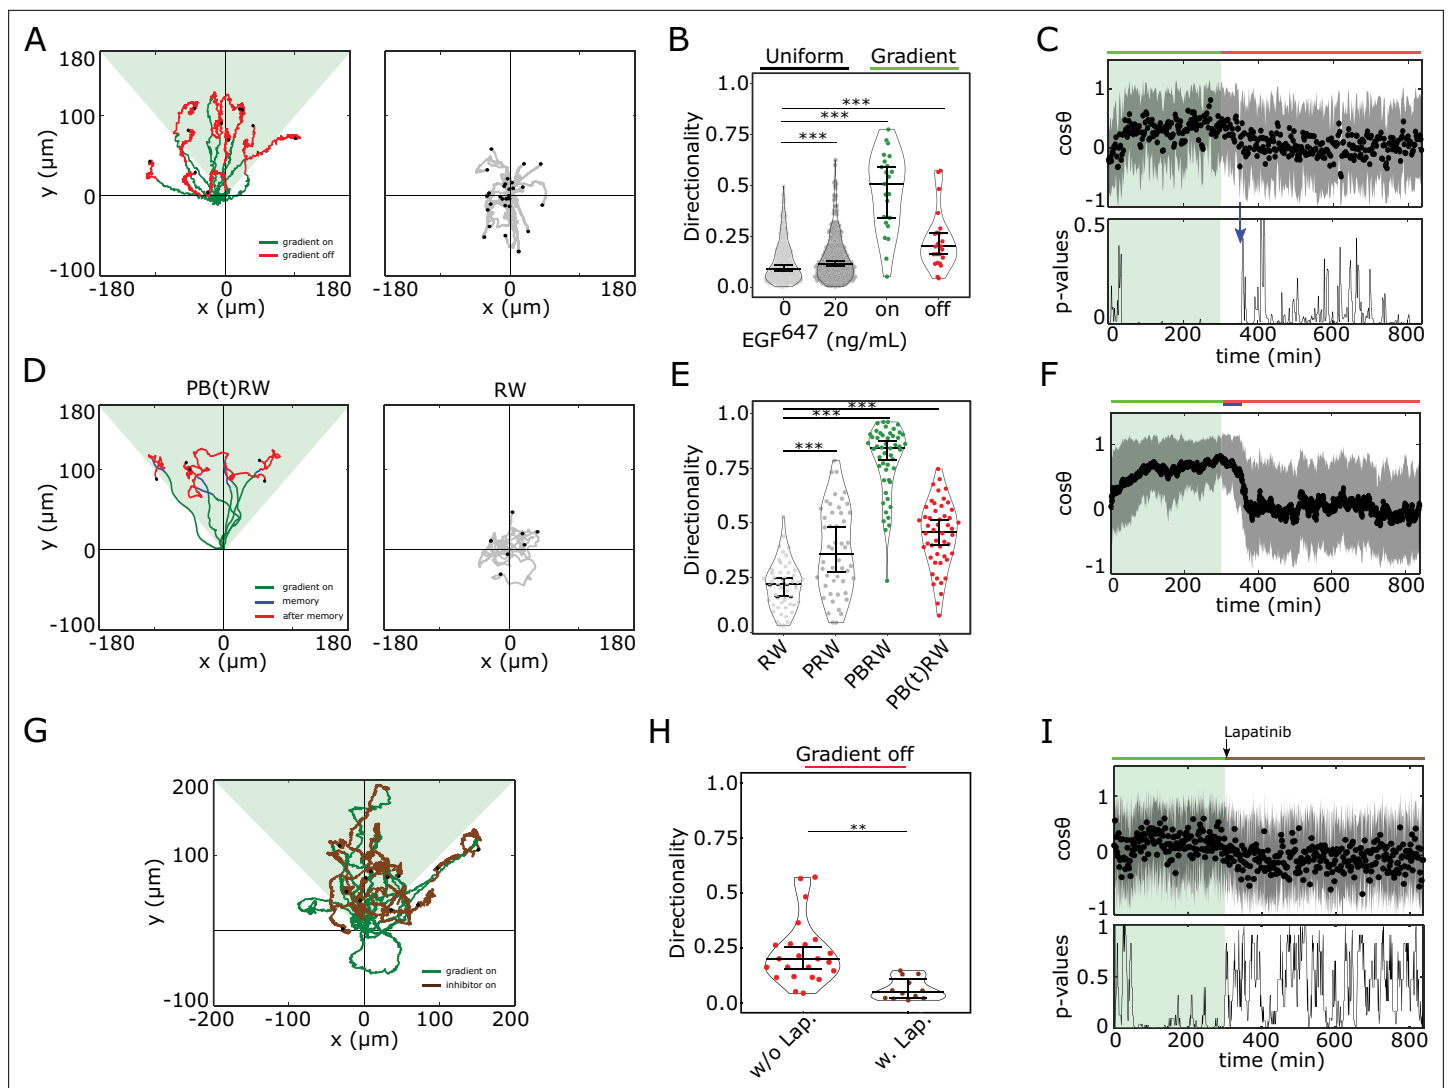 A
180
100
0
-100
y (µm)
-180
0
180
x (µm)
gradient on
gradient off
-180
0
180
x (µm)
B
Uniform
Gradient
1.0
0.75
0.5
0.25
0.0
Directionality
***
***
***
0
20
on
off
EGF647 (ng/mL)
C
1
0
-1
cosθ
0.5
0
p-values
0
200
400
600
800
time (min)
D
PB(t)RW
RW
180
100
0
-100
y (µm)
-180
0
180
x (µm)
gradient on
memory
after memory
-180
0
180
x (µm)
E
1.0
0.75
0.5
0.25
0.0
Directionality
***
***
***
RW
PRW
PBRW
PB(t)RW
F
1
0
-1
cosθ
0
200
400
600
800
time (min)
G
200
100
-100
y (µm)
-200
-100
0
100
200
x (µm)
gradient on
inhibitor on
H
Gradient off
1.0
0.75
0.5
0.25
0.0
Directionality
**
w/o Lap.
w. Lap.
I
Lapatinib
1
0
-1
cosθ
1
0.5
0
p-values
0
200
400
600
800
time (min)